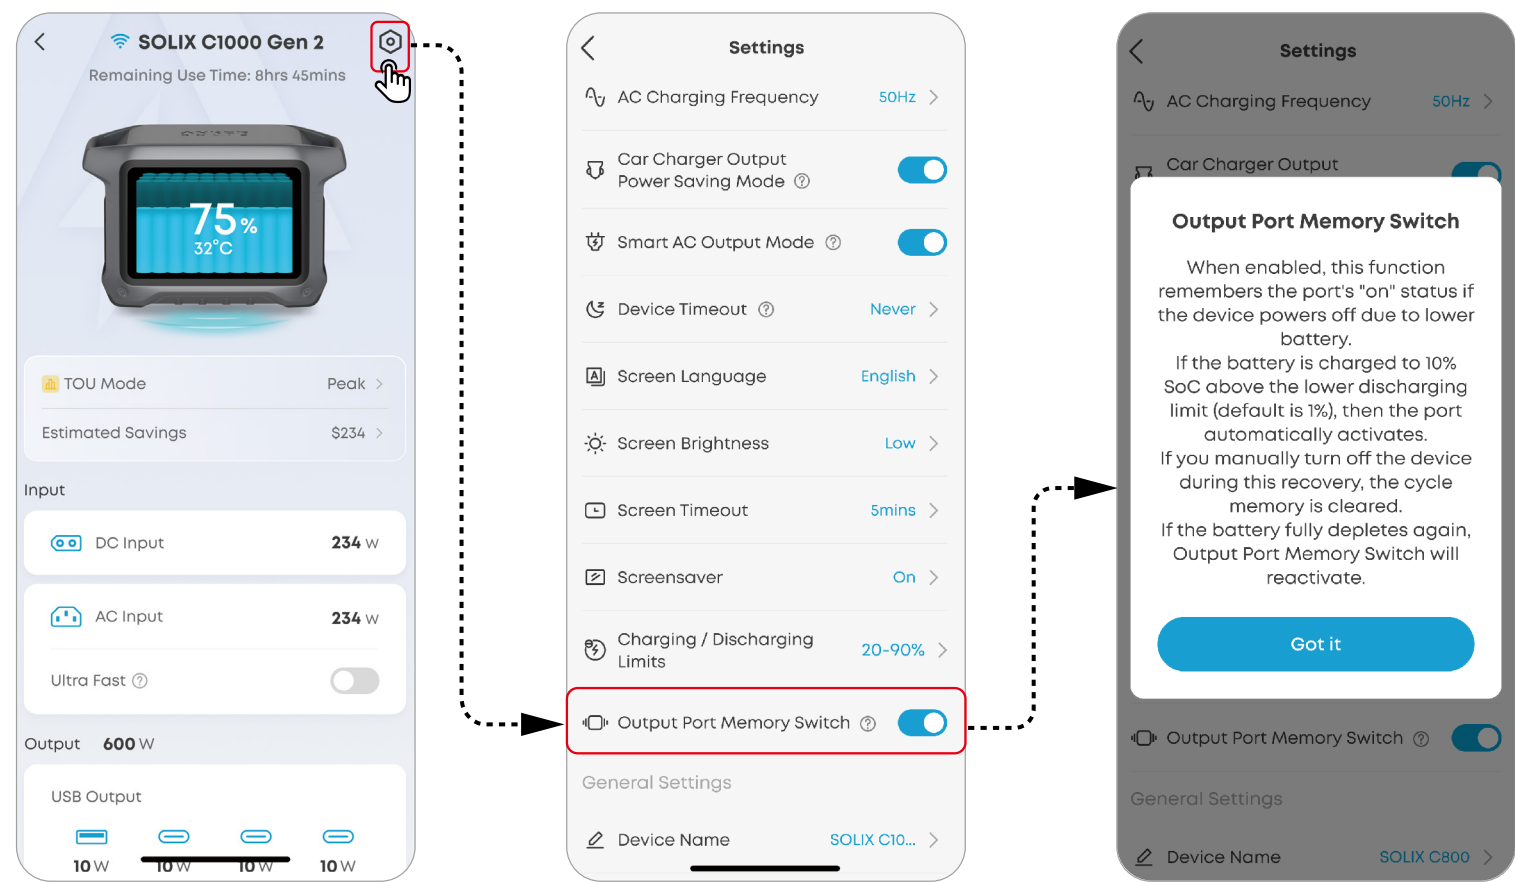 SOLIX C1000 Gen 2
Remaining Use Time: 8hrs 45mins
75%
32°C
TOU Mode
Peak
Estimated Savings
$234
Input
DC Input
234 W
AC Input
234 W
Ultra Fast
Output 600 W
USB Output
10 W
10 W
10 W
10 W
Settings
AC Charging Frequency
50Hz
Car Charger Output
Power Saving Mode
Smart AC Output Mode
Device Timeout
Never
Screen Language
English
Screen Brightness
Low
Screen Timeout
5mins
Screensaver
On
Charging / Discharging
Limits
20-90%
Output Port Memory Switch
General Settings
Device Name
SOLIX C10...
Settings
AC Charging Frequency
50Hz
Car Charger Output
Output Port Memory Switch
When enabled, this function
remembers the port's "on" status if
the device powers off due to lower
battery.
If the battery is charged to 10%
SoC above the lower discharging
limit (default is 1%), then the port
automatically activates.
If you manually turn off the device
during this recovery, the cycle
memory is cleared.
If the battery fully depletes again,
Output Port Memory Switch will
reactivate.
Got it
Output Port Memory Switch
General Settings
Device Name
SOLIX C800